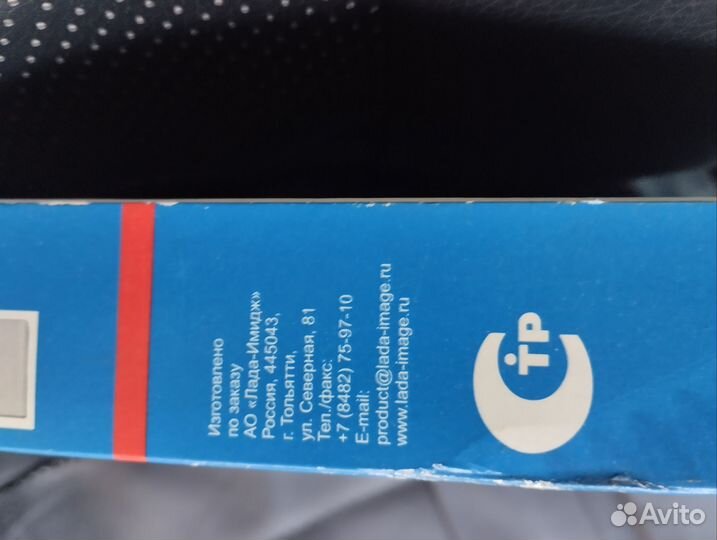 Изготовлено
по заказу
АО «Лада-Имидж»
Россия, 445043,
г. Тольятти,
ул. Северная, 81
Тел./факс:
+7 (8482) 75-97-10
E-mail:
product@lada-image.ru
www.lada-image.ru
СТР
Avito